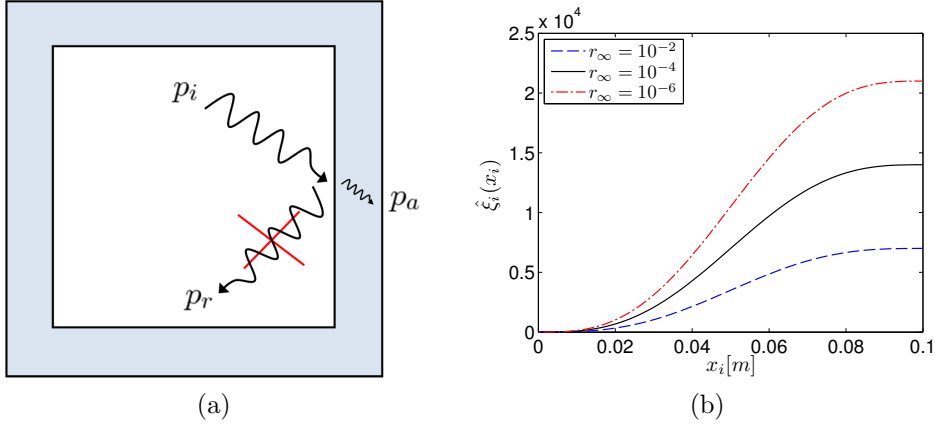 p_i
p_a
p_r
(a)
x 10^4
2.5
2
1.5
1
0.5
0
0
0.02
0.04
0.06
0.08
0.1
r_∞ = 10^{-2}
r_∞ = 10^{-4}
r_∞ = 10^{-6}
ξ̂_i(x_i)
x_i[m]
(b)